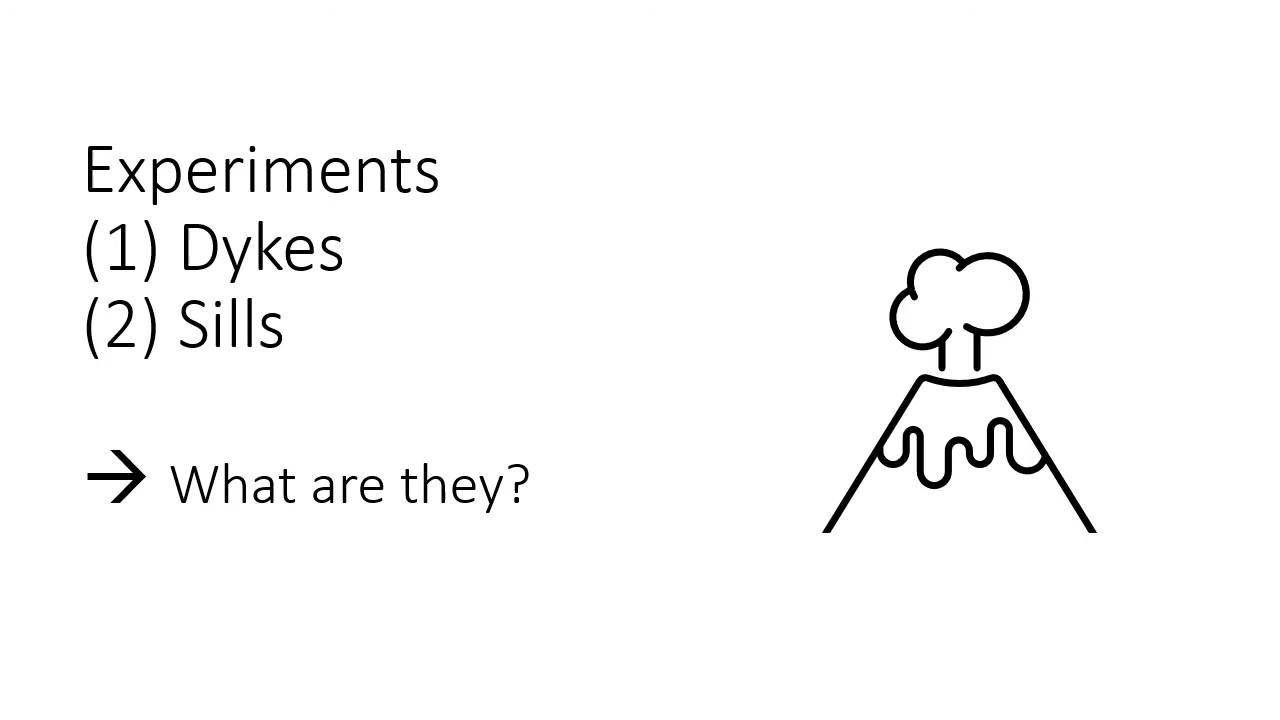 Experiments
(1) Dykes
(2) Sills
→ What are they?